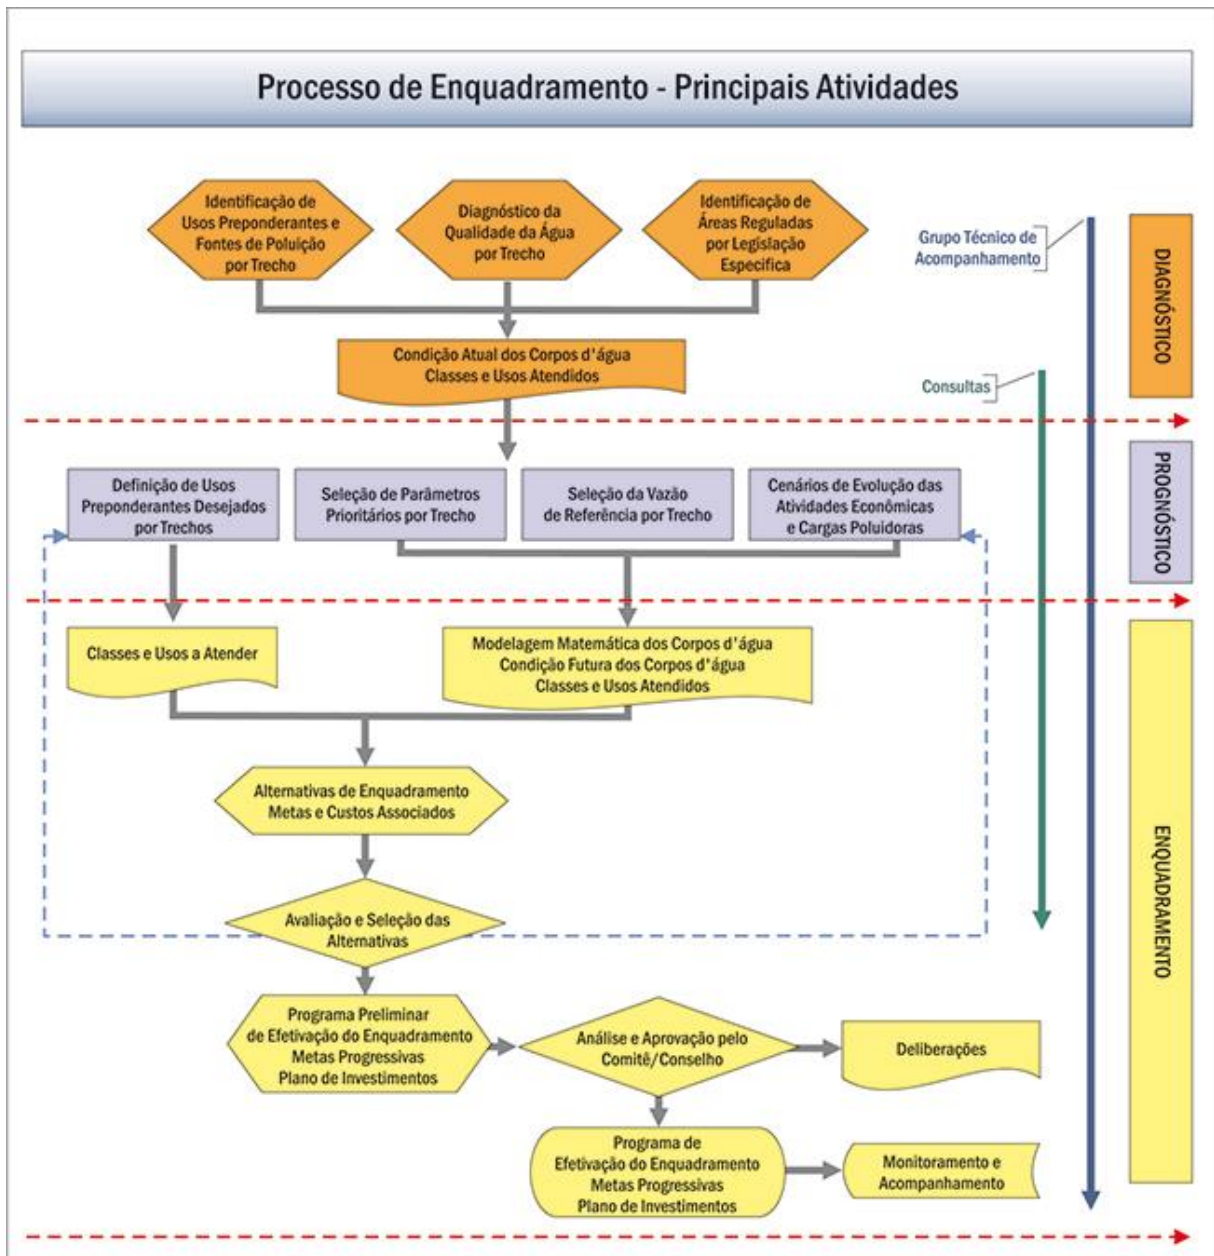 Processo de Enquadramento - Principais Atividades
Identificação de
Usos Preponderantes e
Fontes de Poluição
por Trecho
Diagnóstico da
Qualidade da Água
por Trecho
Identificação de
Áreas Reguladas
por Legislação
Especifica
Grupo Técnico de
Acompanhamento
DIAGNÓSTICO
Condição Atual dos Corpos d'água
Classes e Usos Atendidos
Consultas
Definição de Usos
Preponderantes Desejados
por Trechos
Seleção de Parâmetros
Prioritários por Trecho
Seleção da Vazão
de Referência por Trecho
Cenários de Evolução das
Atividades Econômicas
e Cargas Poluidoras
PROGNÓSTICO
Classes e Usos a Atender
Modelagem Matemática dos Corpos d'água
Condição Futura dos Corpos d'água
Classes e Usos Atendidos
Alternativas de Enquadramento
Metas e Custos Associados
Avaliação e Seleção das
Alternativas
ENQUADRAMENTO
Programa Preliminar
de Efetivação do Enquadramento
Metas Progressivas
Plano de Investimentos
Análise e Aprovação pelo
Comitê/Conselho
Deliberações
Programa de
Efetivação do Enquadramento
Metas Progressivas
Plano de Investimentos
Monitoramento e
Acompanhamento